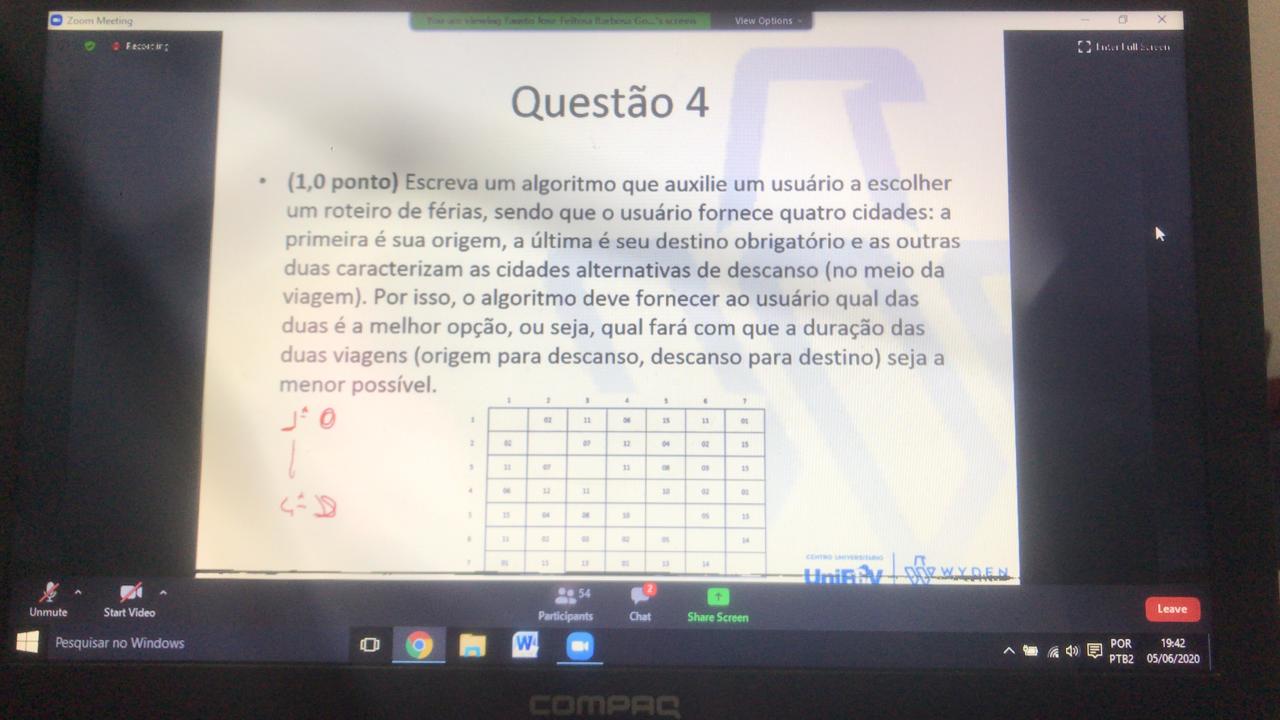 Zoom Meeting
You are viewing Fausto Jose Feitosa Barbosa Go...'s screen
View Options
Recording
Enter Full Screen
Questão 4
• (1,0 ponto) Escreva um algoritmo que auxilie um usuário a escolher
um roteiro de férias, sendo que o usuário fornece quatro cidades: a
primeira é sua origem, a última é seu destino obrigatório e as outras
duas caracterizam as cidades alternativas de descanso (no meio da
viagem). Por isso, o algoritmo deve fornecer ao usuário qual das
duas é a melhor opção, ou seja, qual fará com que a duração das
duas viagens (origem para descanso, descanso para destino) seja a
menor possível.
1 2 3 4 5 6 7
1 02 11 06 15 11 01
2 02 07 12 04 02 15
3 11 07 11 08 03 13
4 06 12 11 10 02 01
5 15 04 08 10 05 13
6 11 02 03 02 05 14
7 01 15 13 01 13 14
CENTRO UNIVERSITÁRIO
WYDEN
Unmute
Start Video
54
Participants
2
Chat
Share Screen
Leave
Pesquisar no Windows
POR
PTB2
19:42
05/06/2020
COMPAQ